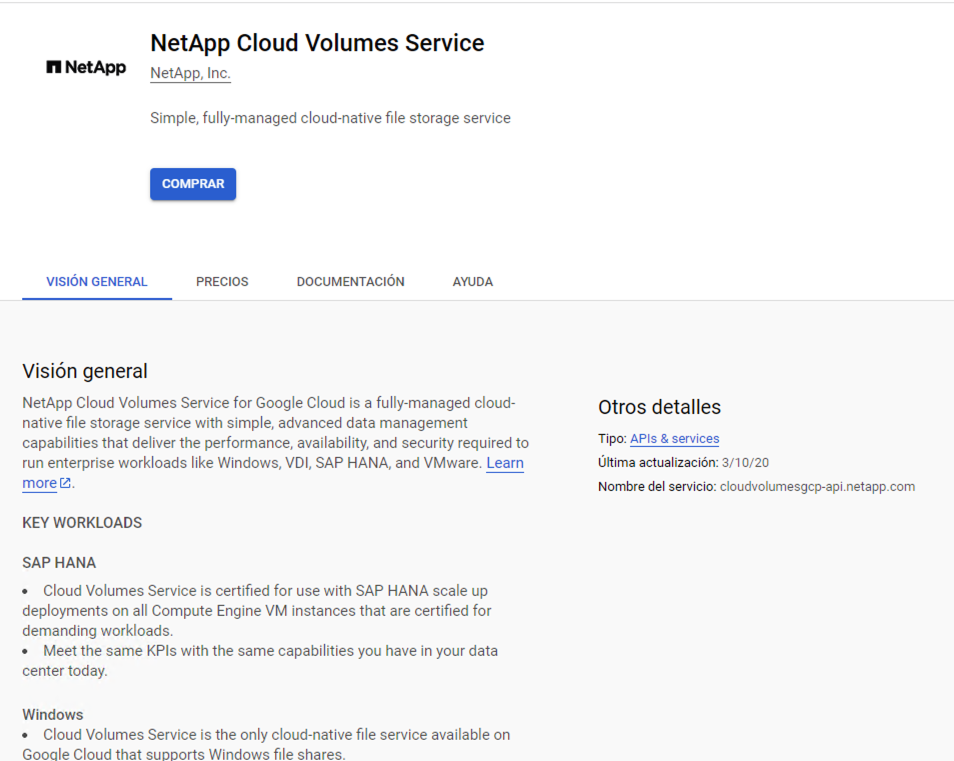 NetApp
NetApp Cloud Volumes Service
NetApp, Inc.
Simple, fully-managed cloud-native file storage service
COMPRAR
VISIÓN GENERAL PRECIOS DOCUMENTACIÓN AYUDA
Visión general
NetApp Cloud Volumes Service for Google Cloud is a fully-managed cloud-
native file storage service with simple, advanced data management
capabilities that deliver the performance, availability, and security required to
run enterprise workloads like Windows, VDI, SAP HANA, and VMware. Learn
more.
KEY WORKLOADS
SAP HANA
• Cloud Volumes Service is certified for use with SAP HANA scale up
deployments on all Compute Engine VM instances that are certified for
demanding workloads.
• Meet the same KPIs with the same capabilities you have in your data
center today.
Windows
• Cloud Volumes Service is the only cloud-native file service available on
Google Cloud that supports Windows file shares.
Otros detalles
Tipo: APIs & services
Última actualización: 3/10/20
Nombre del servicio: cloudvolumesgcp-api.netapp.com